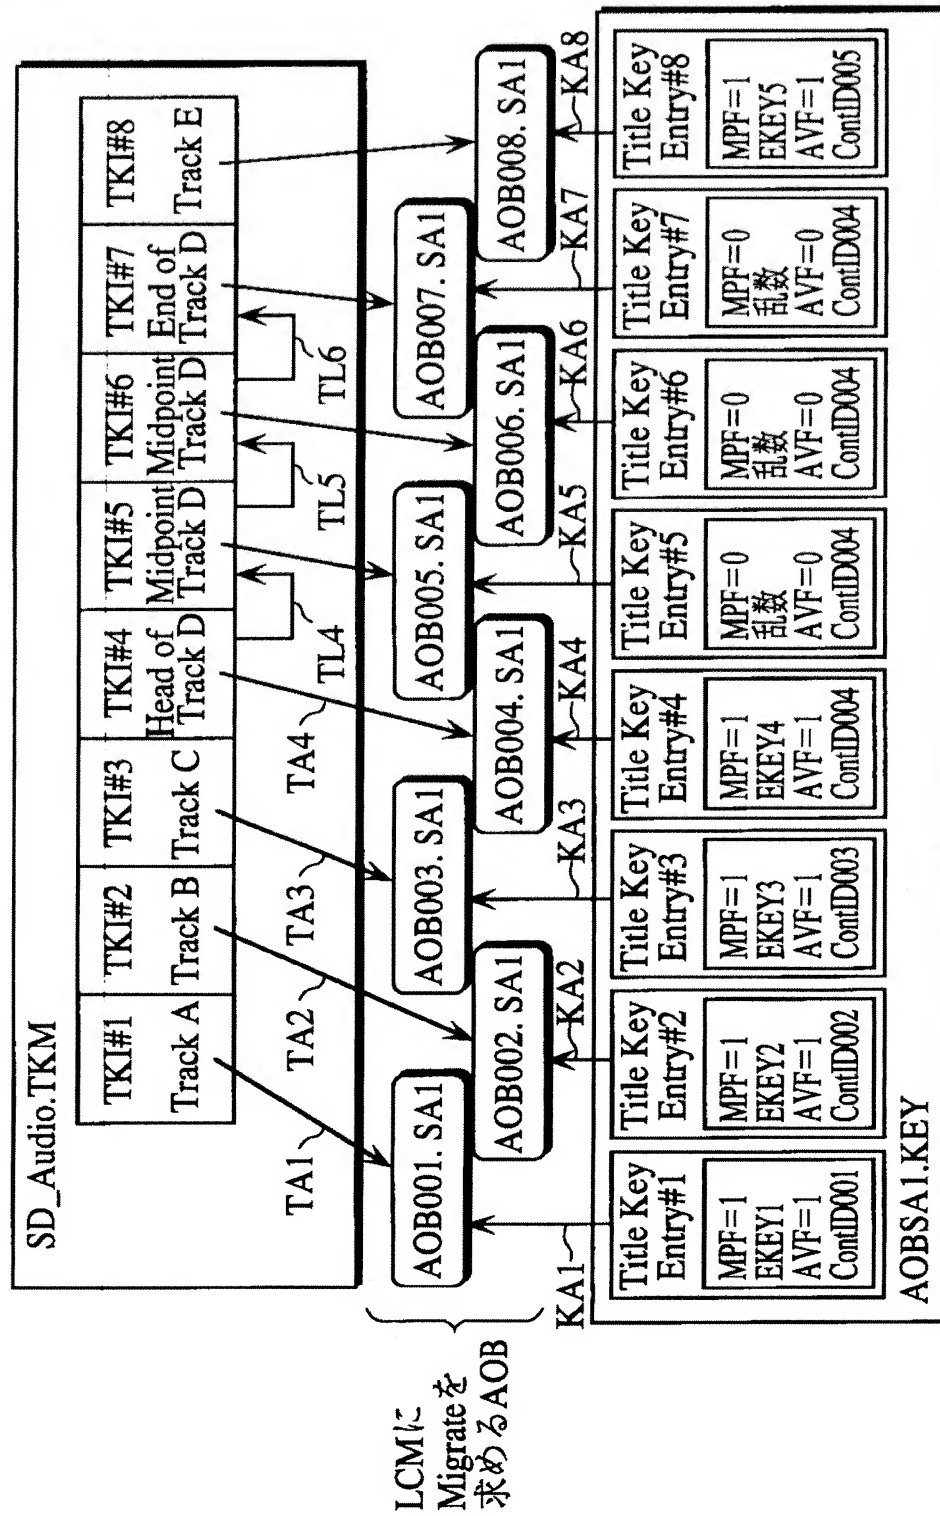 SD_Audio.TKM
TKI#1
Track A
TKI#2
Track B
TKI#3
Track C
TKI#4
Head of
Track D
TKI#5
Midpoint
Track D
TKI#6
Midpoint
Track D
TKI#7
End of
Track D
TKI#8
Track E
TA1
TA2
TA3
TA4
TL4
TL5
TL6
LCMに
Migrateを
求めるAOB
AOB001. SA1
AOB002. SA1
AOB003. SA1
AOB004. SA1
AOB005. SA1
AOB006. SA1
AOB007. SA1
AOB008. SA1
KA1
KA2
KA3
KA4
KA5
KA6
KA7
KA8
Title Key
Entry#1
MPF=1
EKEY1
AVF=1
ContID001
Title Key
Entry#2
MPF=1
EKEY2
AVF=1
ContID002
Title Key
Entry#3
MPF=1
EKEY3
AVF=1
ContID003
Title Key
Entry#4
MPF=1
EKEY4
AVF=1
ContID004
Title Key
Entry#5
MPF=0
乱数
AVF=0
ContID004
Title Key
Entry#6
MPF=0
乱数
AVF=0
ContID004
Title Key
Entry#7
MPF=0
乱数
AVF=0
ContID004
Title Key
Entry#8
MPF=1
EKEY5
AVF=1
ContID005
AOBSA1.KEY